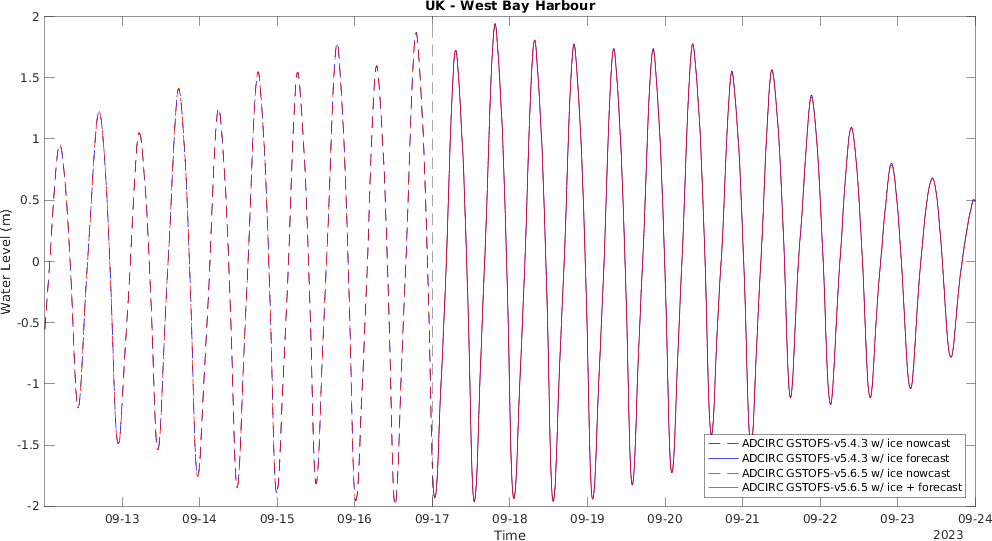 UK - West Bay Harbour
2
1.5
1
0.5
0
-0.5
-1
-1.5
-2
Water Level (m)
ADCIRC GSTOFS-v5.4.3 w/ ice nowcast
ADCIRC GSTOFS-v5.4.3 w/ ice forecast
ADCIRC GSTOFS-v5.6.5 w/ ice nowcast
ADCIRC GSTOFS-v5.6.5 w/ ice + forecast
09-13 09-14 09-15 09-16 09-17 09-18 09-19 09-20 09-21 09-22 09-23 09-24
Time
2023